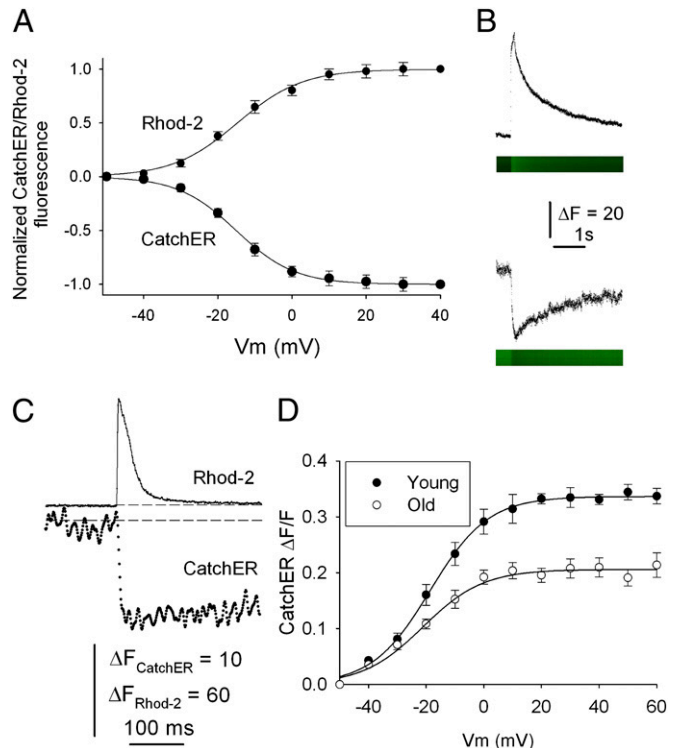 A
Normalized CatchER/Rhod-2
fluorescence
1.0
0.5
0.0
-0.5
-1.0
Rhod-2
CatchER
-40
-20
0
20
40
Vm (mV)
B
ΔF = 20
1s
C
Rhod-2
CatchER
ΔFCatchER = 10
ΔFRhod-2 = 60
100 ms
D
CatchER ΔF/F
0.4
0.3
0.2
0.1
0.0
Young
Old
-40
-20
0
20
40
60
Vm (mV)